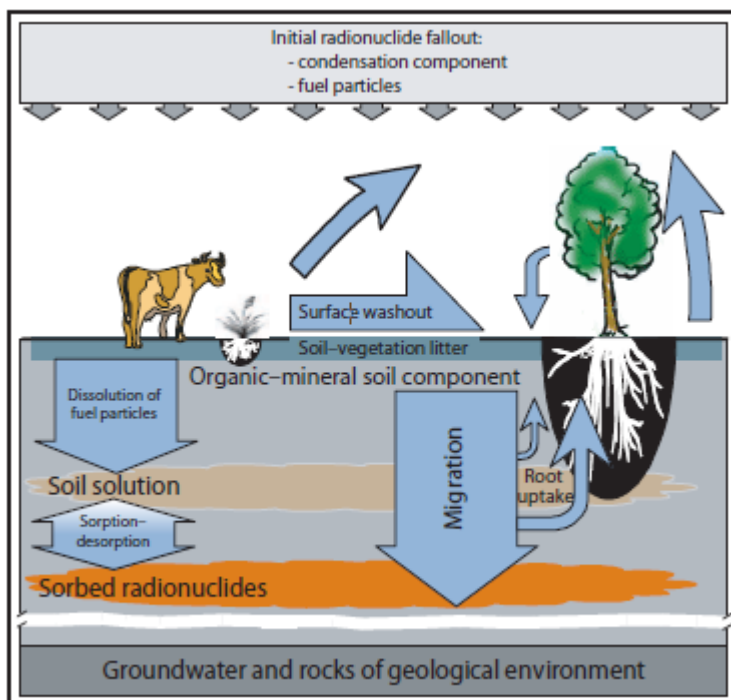 Initial radionuclide fallout:
- condensation component
- fuel particles
Surface washout
Soil–vegetation litter
Organic–mineral soil component
Dissolution of
fuel particles
Migration
Root
uptake
Soil solution
Sorption–
desorption
Sorbed radionuclides
Groundwater and rocks of geological environment